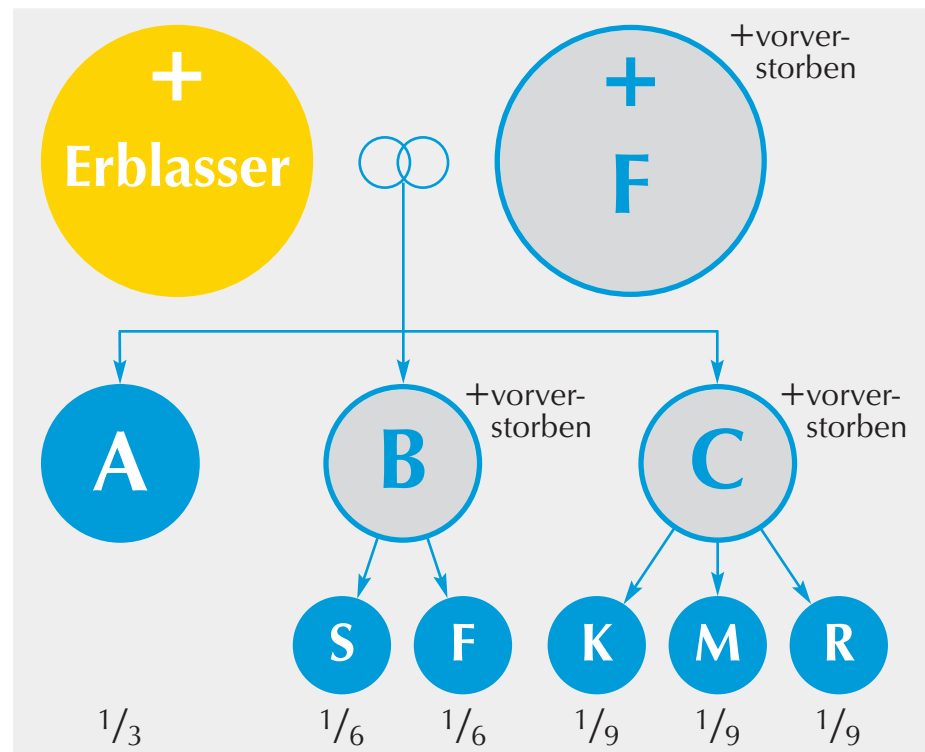 +
Erblasser
+
F
+vorver-
storben
A
B
+vorver-
storben
C
+vorver-
storben
S
F
K
M
R
1/3
1/6
1/6
1/9
1/9
1/9